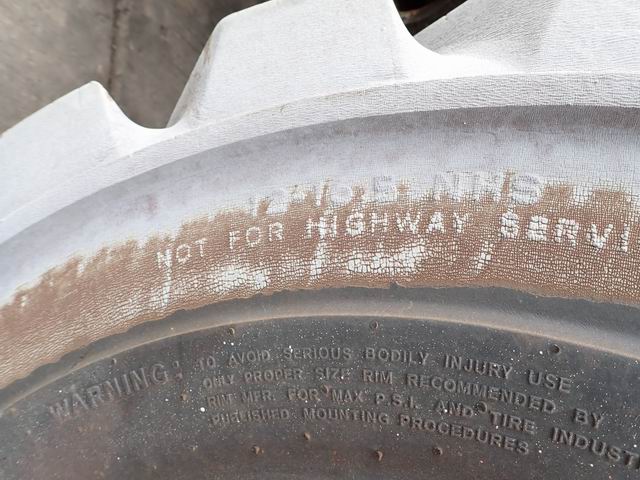 12-16.5 NHS
NOT FOR HIGHWAY SERVI
WARNING: TO AVOID SERIOUS BODILY INJURY USE
ONLY PROPER SIZE RIM RECOMMENDED BY
RIM MFR. FOR MAX P.S.I. AND TIRE INDUST
PUBLISHED MOUNTING PROCEDURES